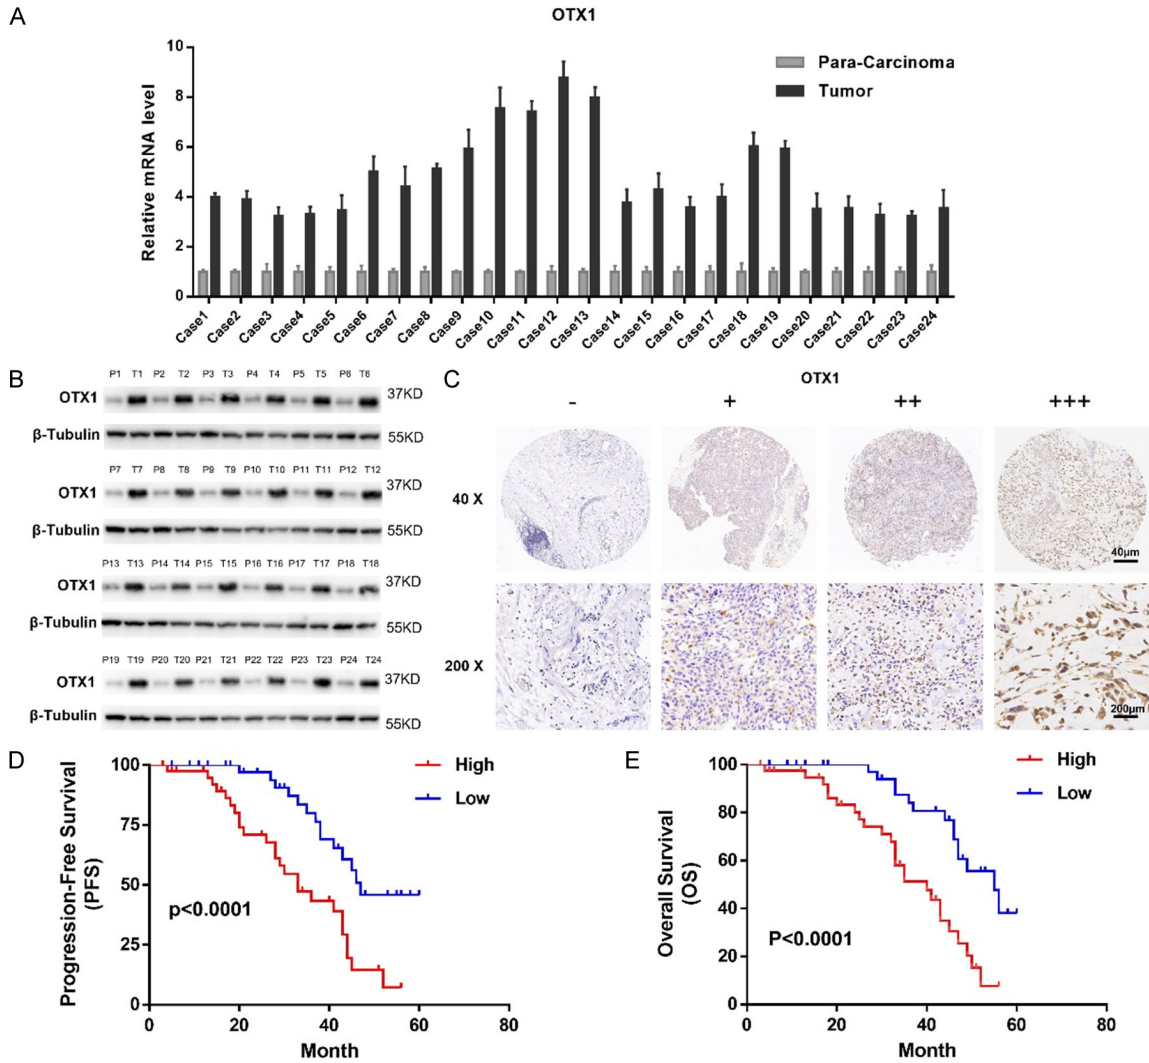 A
OTX1
Relative mRNA level
10
8
6
4
2
0
Para-Carcinoma
Tumor
Case1 Case2 Case3 Case4 Case5 Case6 Case7 Case8 Case9 Case10 Case11 Case12 Case13 Case14 Case15 Case16 Case17 Case18 Case19 Case20 Case21 Case22 Case23 Case24
B
P1 T1 P2 T2 P3 T3 P4 T4 P5 T5 P6 T6
OTX1 37KD
β-Tubulin 55KD
P7 T7 P8 T8 P9 T9 P10 T10 P11 T11 P12 T12
OTX1 37KD
β-Tubulin 55KD
P13 T13 P14 T14 P15 T15 P16 T16 P17 T17 P18 T18
OTX1 37KD
β-Tubulin 55KD
P19 T19 P20 T20 P21 T21 P22 T22 P23 T23 P24 T24
OTX1 37KD
β-Tubulin 55KD
C
OTX1
- + ++ +++
40 X
40μm
200 X
200μm
D
Progression-Free Survival
(PFS)
100
75
50
25
0
High
Low
p<0.0001
0 20 40 60 80
Month
E
Overall Survival
(OS)
100
80
60
40
20
0
High
Low
P<0.0001
0 20 40 60 80
Month